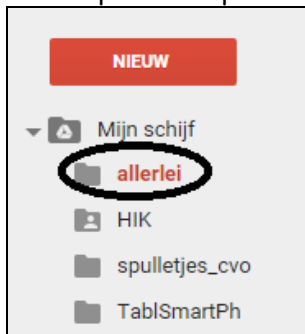 NIEUW
Mijn schijf
allerlei
HIK
spulletjes_cvo
TablSmartPh